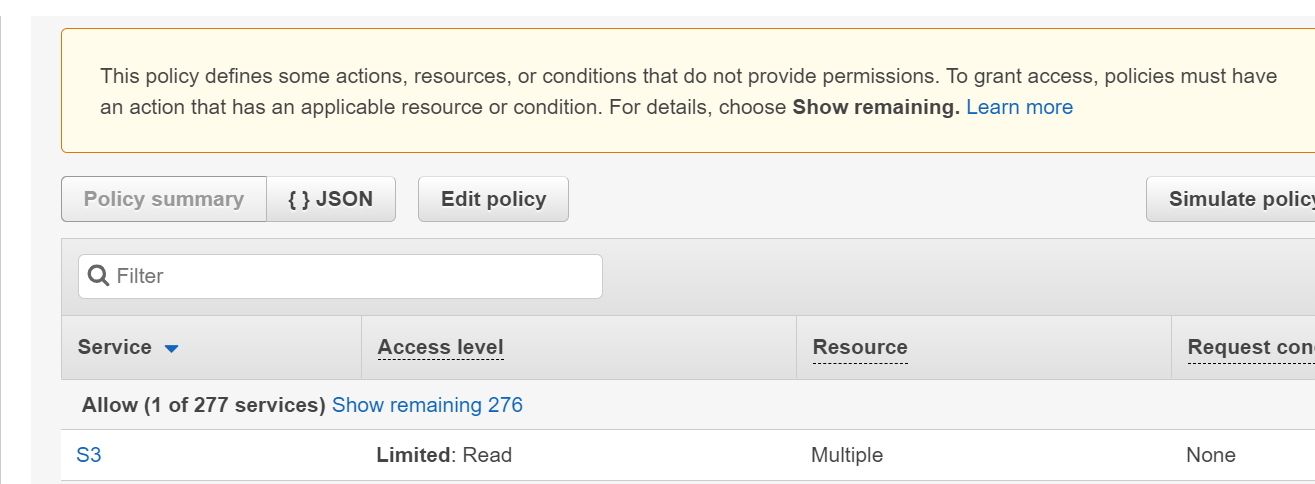 This policy defines some actions, resources, or conditions that do not provide permissions. To grant access, policies must have
an action that has an applicable resource or condition. For details, choose Show remaining. Learn more
Policy summary { } JSON Edit policy Simulate policy
Filter
Service Access level Resource Request con
Allow (1 of 277 services) Show remaining 276
S3 Limited: Read Multiple None